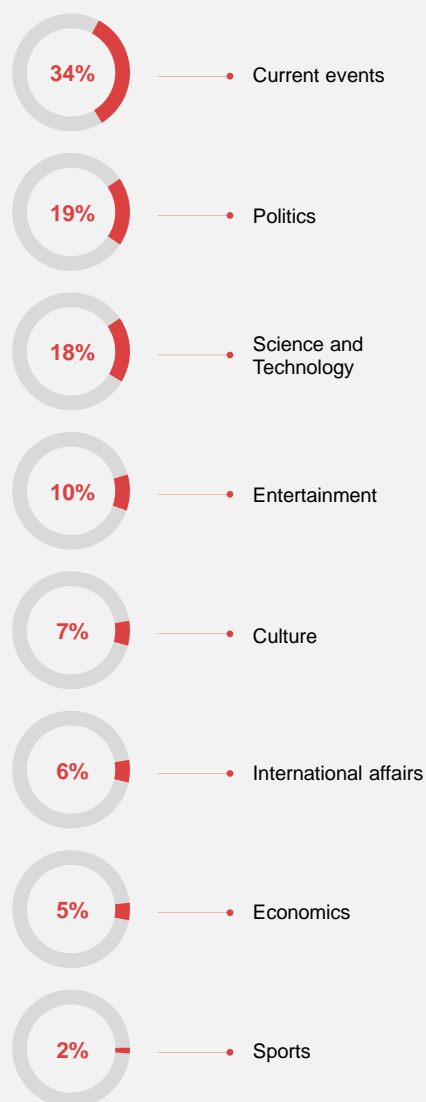 34%
Current events
19%
Politics
18%
Science and
Technology
10%
Entertainment
7%
Culture
6%
International affairs
5%
Economics
2%
Sports